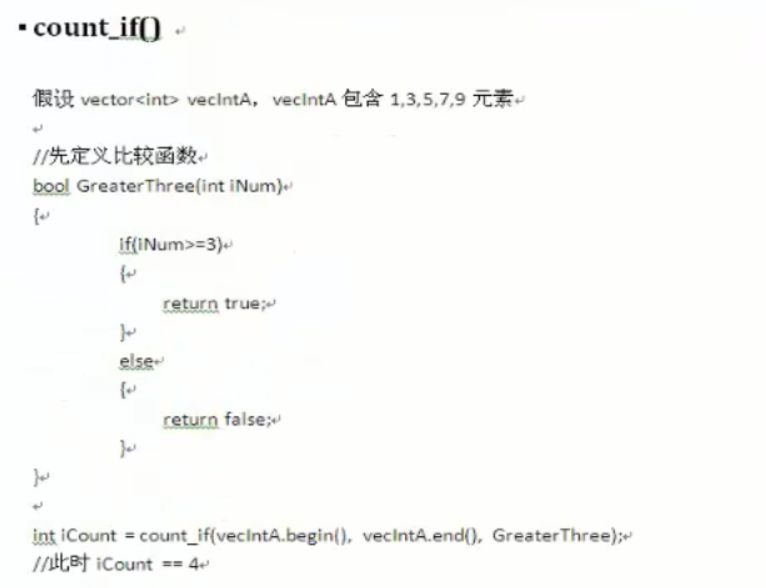 ▪ count_if()
假设 vector<int> vecIntA，vecIntA 包含 1,3,5,7,9 元素
//先定义比较函数
bool GreaterThree(int iNum)
{
if(iNum>=3)
{
return true;
}
else
{
return false;
}
}
int iCount = count_if(vecIntA.begin(), vecIntA.end(), GreaterThree);
//此时 iCount == 4